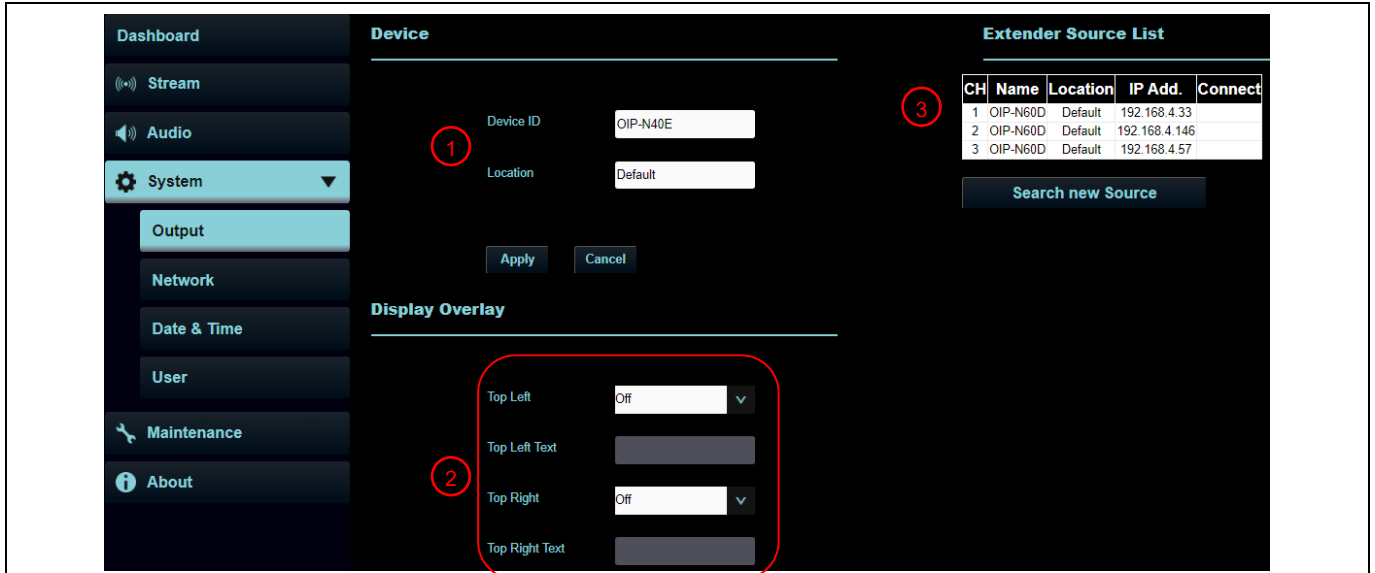 Dashboard
Stream
Audio
System
Output
Network
Date & Time
User
Maintenance
About
Device
1
Device ID OIP-N40E
Location Default
Apply Cancel
Display Overlay
2
Top Left Off
Top Left Text
Top Right Off
Top Right Text
Extender Source List
3
CH Name Location IP Add. Connect
1 OIP-N60D Default 192.168.4.33
2 OIP-N60D Default 192.168.4.146
3 OIP-N60D Default 192.168.4.57
Search new Source